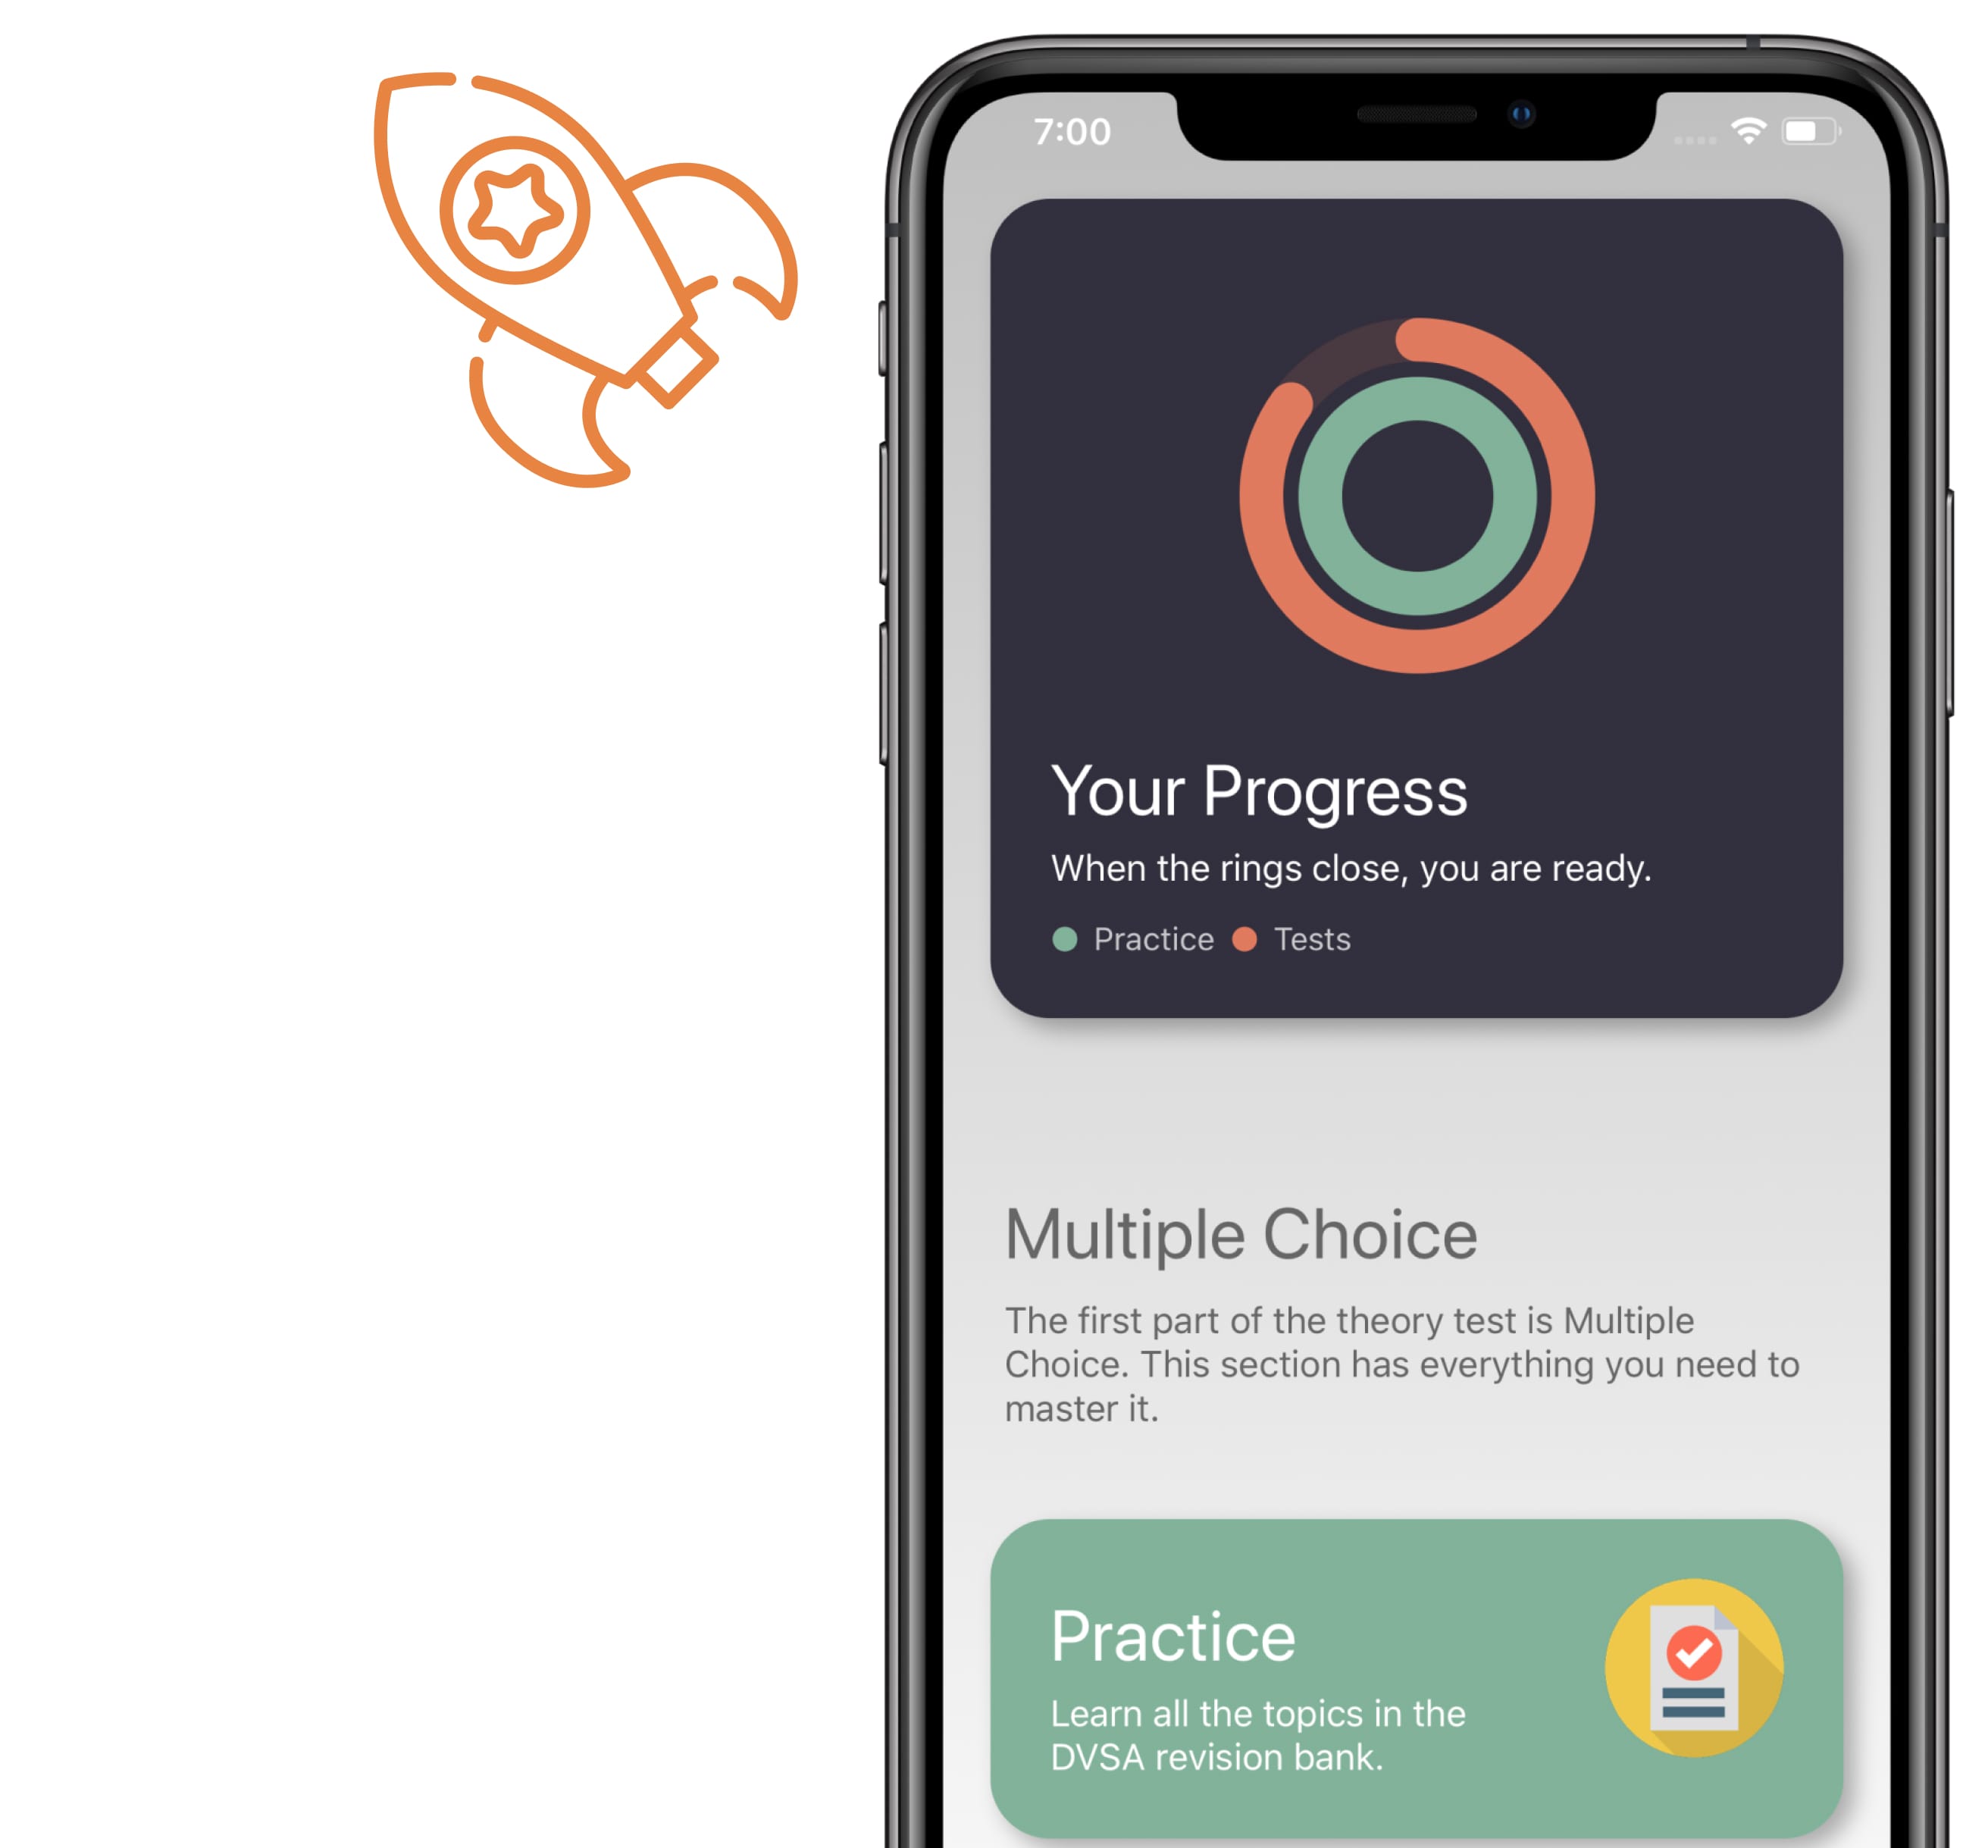 7:00
Your Progress
When the rings close, you are ready.
Practice Tests
Multiple Choice
The first part of the theory test is Multiple
Choice. This section has everything you need to
master it.
Practice
Learn all the topics in the
DVSA revision bank.